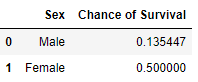 Sex Chance of Survival
0 Male 0.135447
1 Female 0.500000